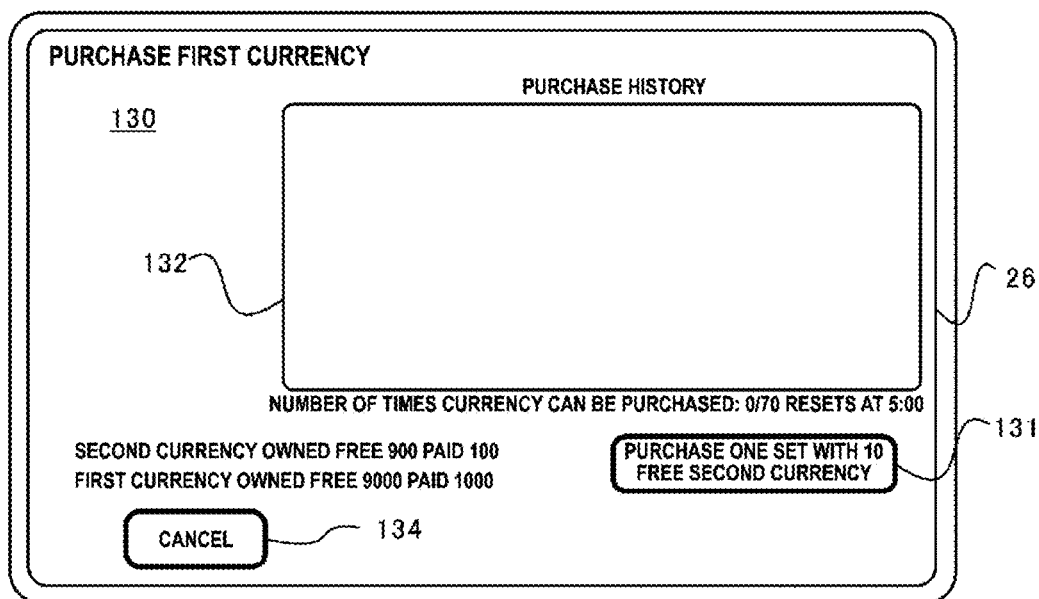 PURCHASE FIRST CURRENCY
PURCHASE HISTORY
130
132
26
NUMBER OF TIMES CURRENCY CAN BE PURCHASED: 0/70 RESETS AT 5:00
131
SECOND CURRENCY OWNED FREE 900 PAID 100
FIRST CURRENCY OWNED FREE 9000 PAID 1000
PURCHASE ONE SET WITH 10
FREE SECOND CURRENCY
CANCEL
134